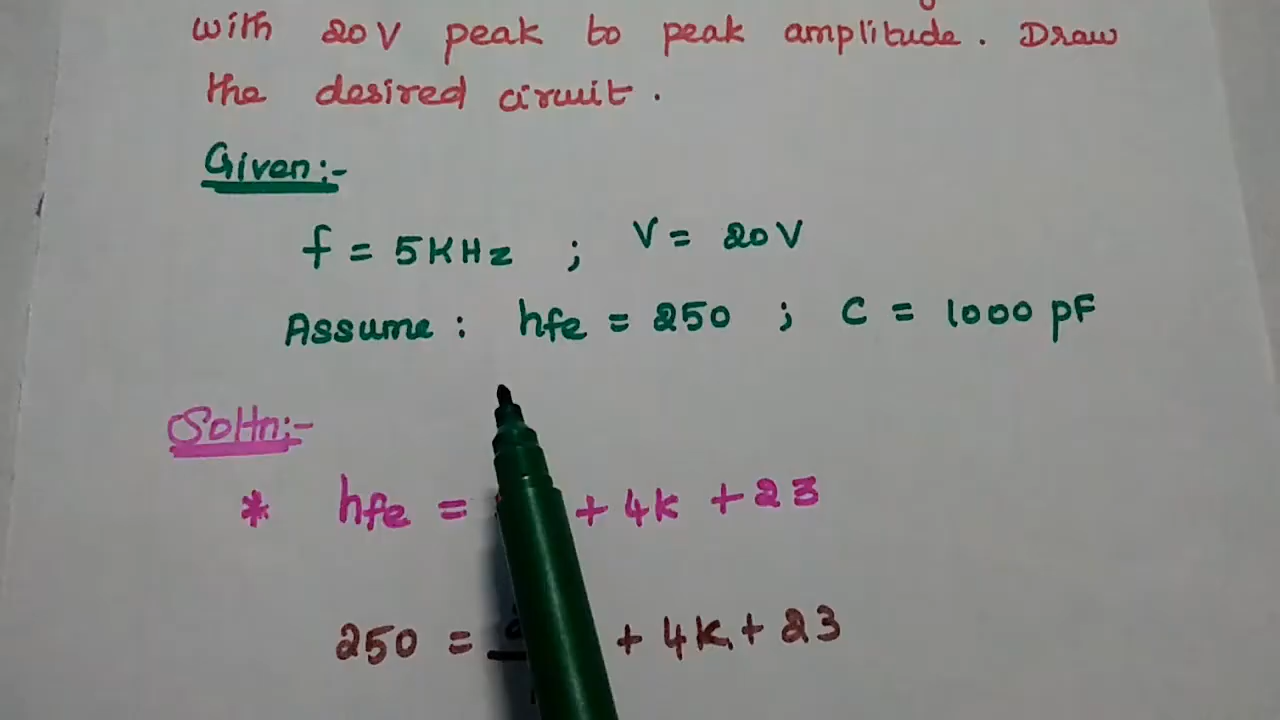 with 20V peak to peak amplitude. Draw
the desired circuit.
Given:-
f = 5KHz ; V = 20V
Assume: hfe = 250 ; C = 1000 pF
Soltn:-
* hfe = + 4k + 23
250 = + 4k + 23